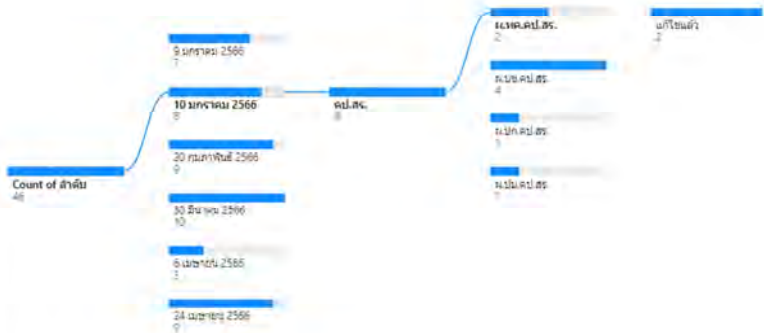 Count of ลำดับ
46
9 มกราคม 2566
7
10 มกราคม 2566
8
20 กุมภาพันธ์ 2566
9
30 มีนาคม 2566
10
6 เมษายน 2566
3
24 เมษายน 2566
9
คป.สร.
8
ผ.ทค.คป.สร.
2
ผ.บช.คป.สร.
4
ผ.ปก.คป.สร.
1
ผ.ปม.คป.สร.
1
แก้ไขแล้ว
2